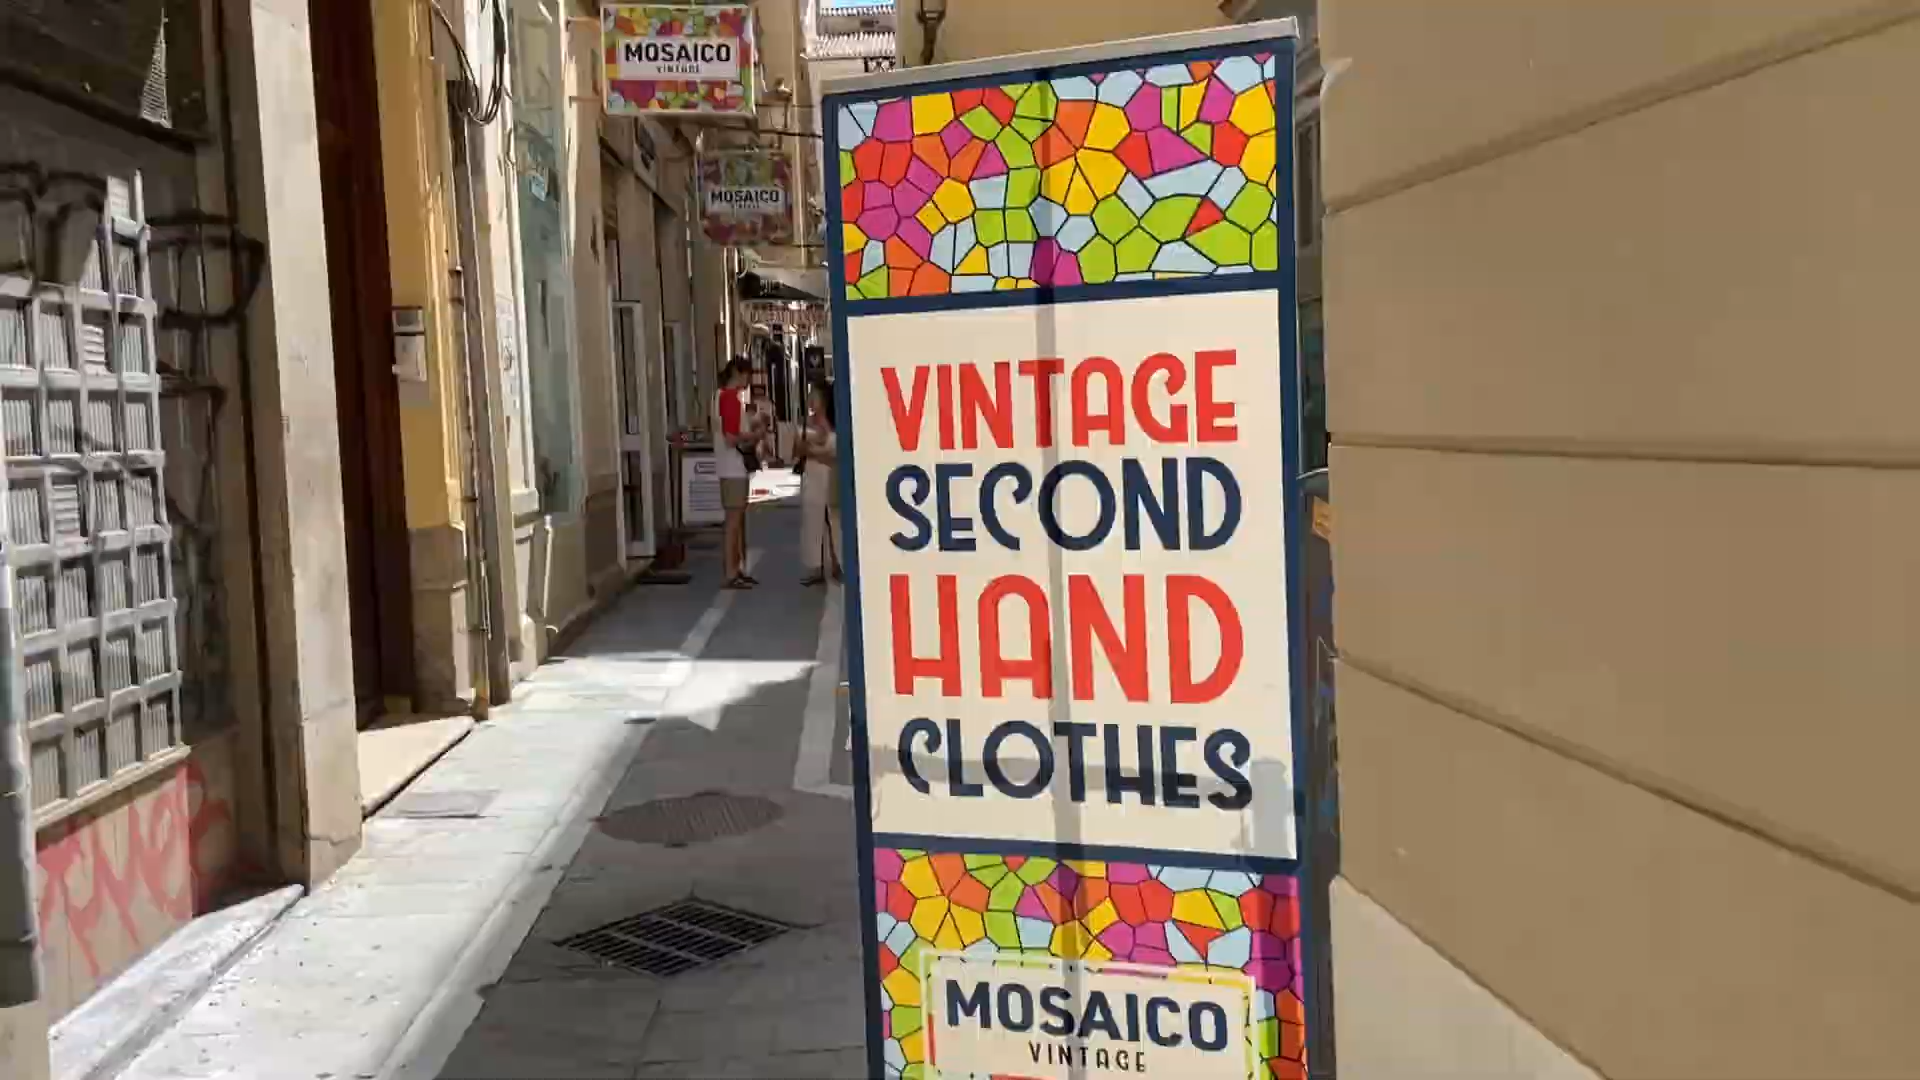 MOSAICO
VINTAGE
MOSAICO
VINTAGE
SECOND
HAND
CLOTHES
MOSAICO
VINTAGE